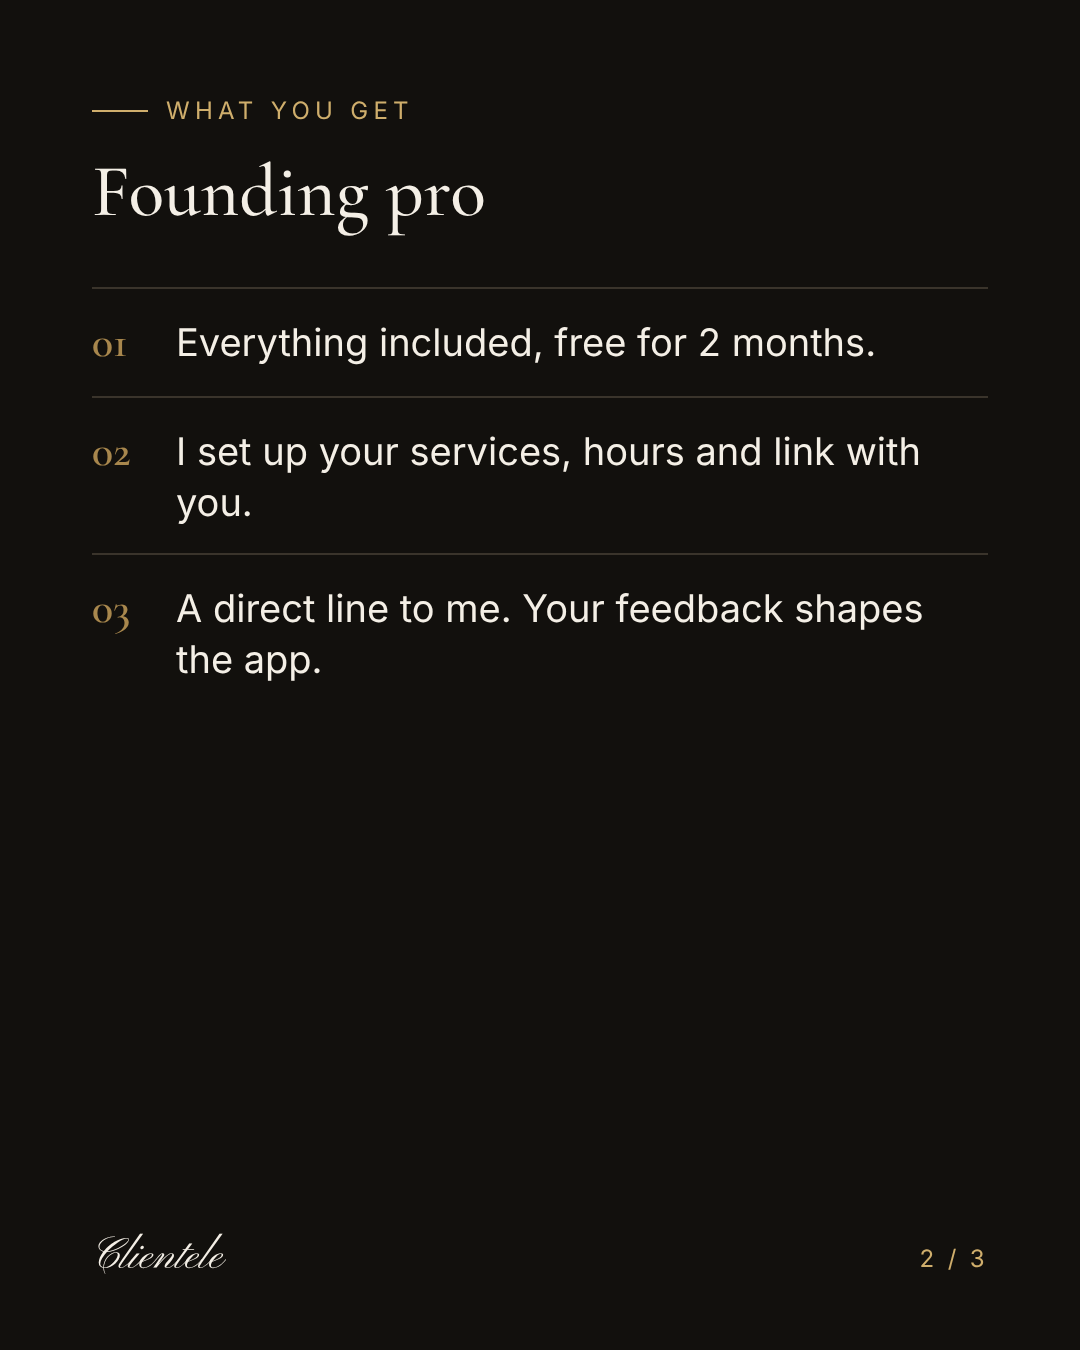 WHAT YOU GET
Founding pro
01 Everything included, free for 2 months.
02 I set up your services, hours and link with
you.
03 A direct line to me. Your feedback shapes
the app.
Clientele
2 / 3